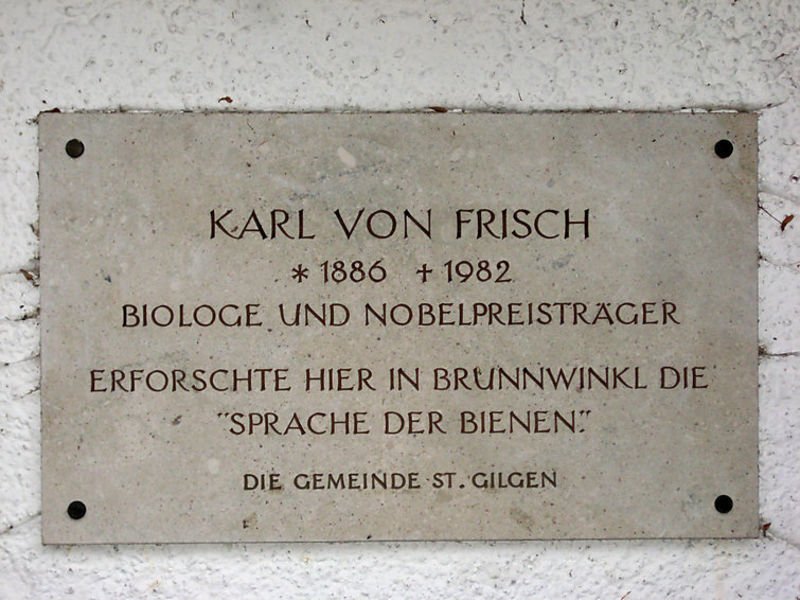 KARL VON FRISCH
* 1886 † 1982
BIOLOGE UND NOBELPREISTRÄGER
ERFORSCHTE HIER IN BRUNNWINKL DIE
"SPRACHE DER BIENEN."
DIE GEMEINDE ST. GILGEN